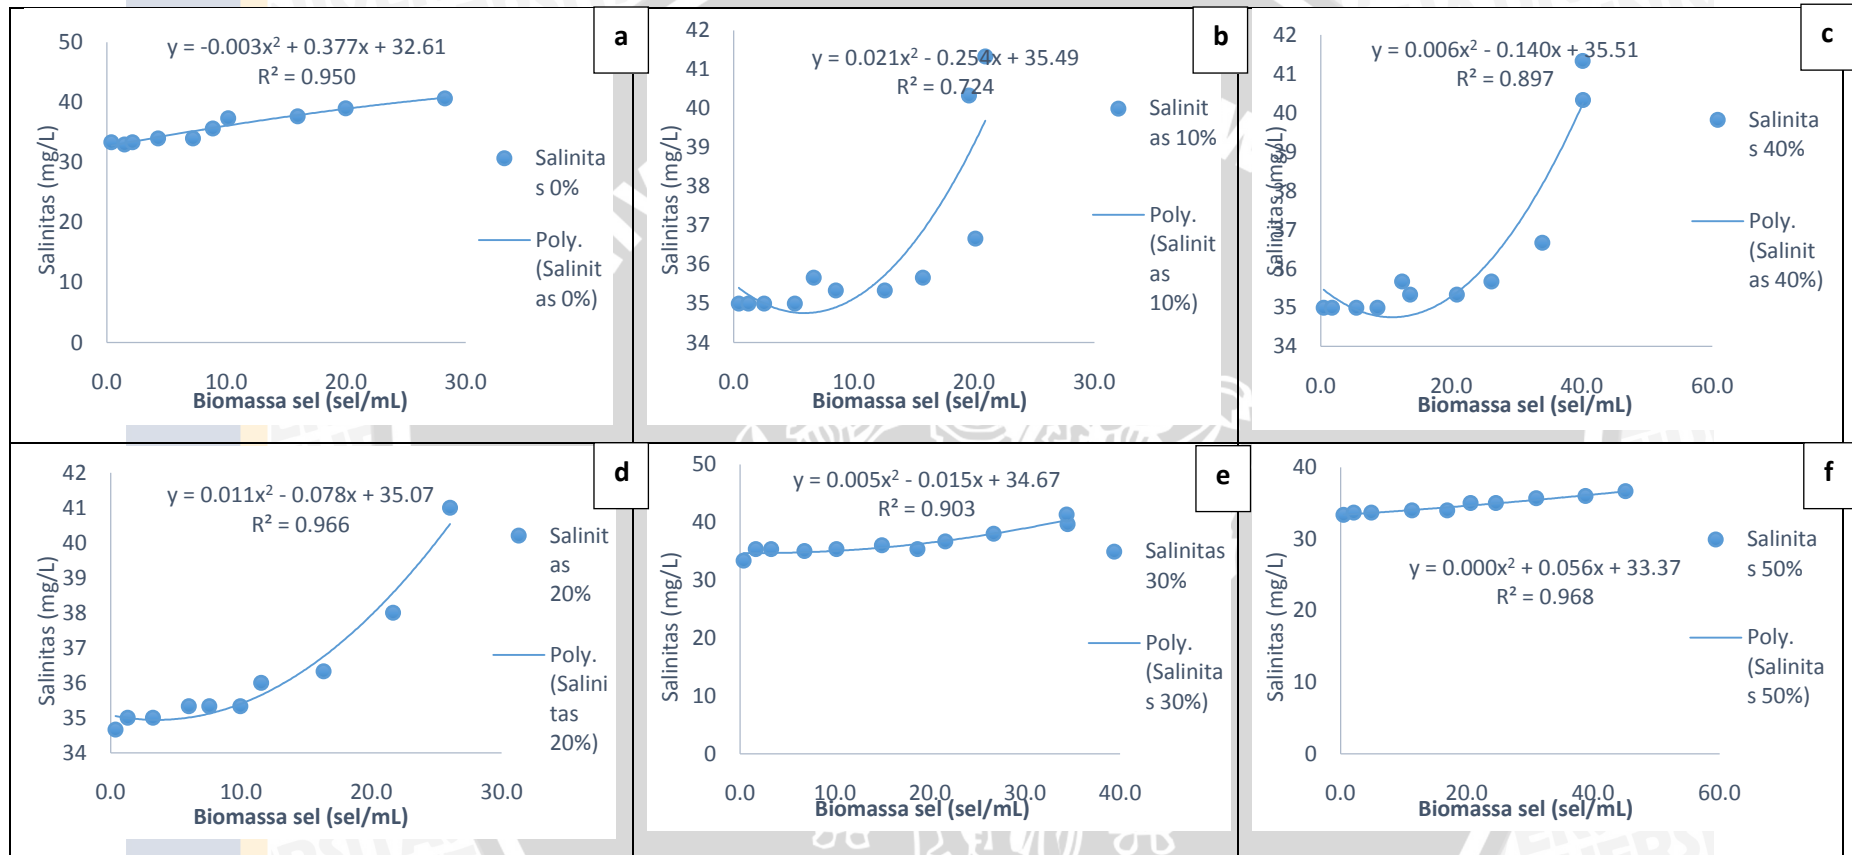 a
y = -0.003x² + 0.377x + 32.61
R² = 0.950
50
40
30
20
10
0
Salinitas (mg/L)
0.0 10.0 20.0 30.0
Biomassa sel (sel/mL)
Salinita
s 0%
Poly.
(Salinit
as 0%)
b
y = 0.021x² - 0.254x + 35.49
R² = 0.724
42
41
40
39
38
37
36
35
34
Salinitas (mg/L)
0.0 10.0 20.0 30.0
Biomassa sel (sel/mL)
Salinit
as 10%
Poly.
(Salinit
as
10%)
c
y = 0.006x² - 0.140x + 35.51
R² = 0.897
42
41
40
39
38
37
36
35
34
Salinitas (mg/L)
0.0 20.0 40.0 60.0
Biomassa sel (sel/mL)
Salinita
s 40%
Poly.
(Salinit
as 40%)
d
y = 0.011x² - 0.078x + 35.07
R² = 0.966
42
41
40
39
38
37
36
35
34
Salinitas (mg/L)
0.0 10.0 20.0 30.0
Biomassa sel (sel/mL)
Salinit
as
20%
Poly.
(Salini
tas
20%)
e
y = 0.005x² - 0.015x + 34.67
R² = 0.903
50
40
30
20
10
0
Salinitas (mg/L)
0.0 10.0 20.0 30.0 40.0
Biomassa sel (sel/mL)
Salinitas
30%
Poly.
(Salinita
s 30%)
f
y = 0.000x² + 0.056x + 33.37
R² = 0.968
40
30
20
10
0
Salinitas (mg/L)
0.0 20.0 40.0 60.0
Biomassa sel (sel/mL)
Salinita
s 50%
Poly.
(Salinita
s 50%)